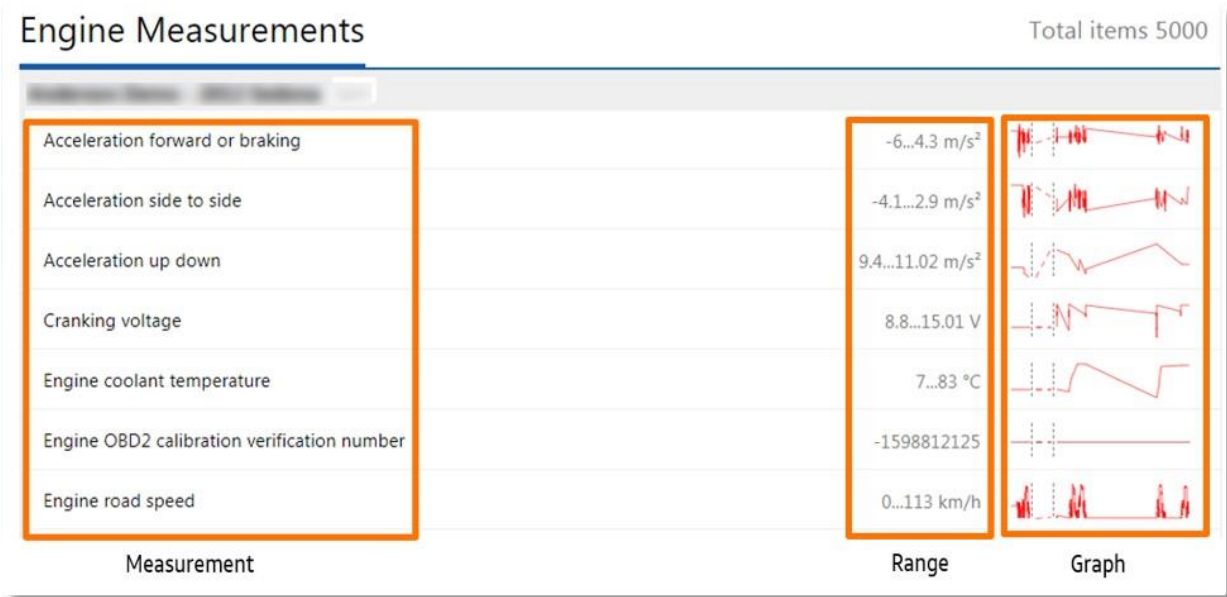 Engine Measurements Total items 5000
Acceleration forward or braking -6...4.3 m/s²
Acceleration side to side -4.1...2.9 m/s²
Acceleration up down 9.4...11.02 m/s²
Cranking voltage 8.8...15.01 V
Engine coolant temperature 7...83 °C
Engine OBD2 calibration verification number -1598812125
Engine road speed 0...113 km/h
Measurement Range Graph